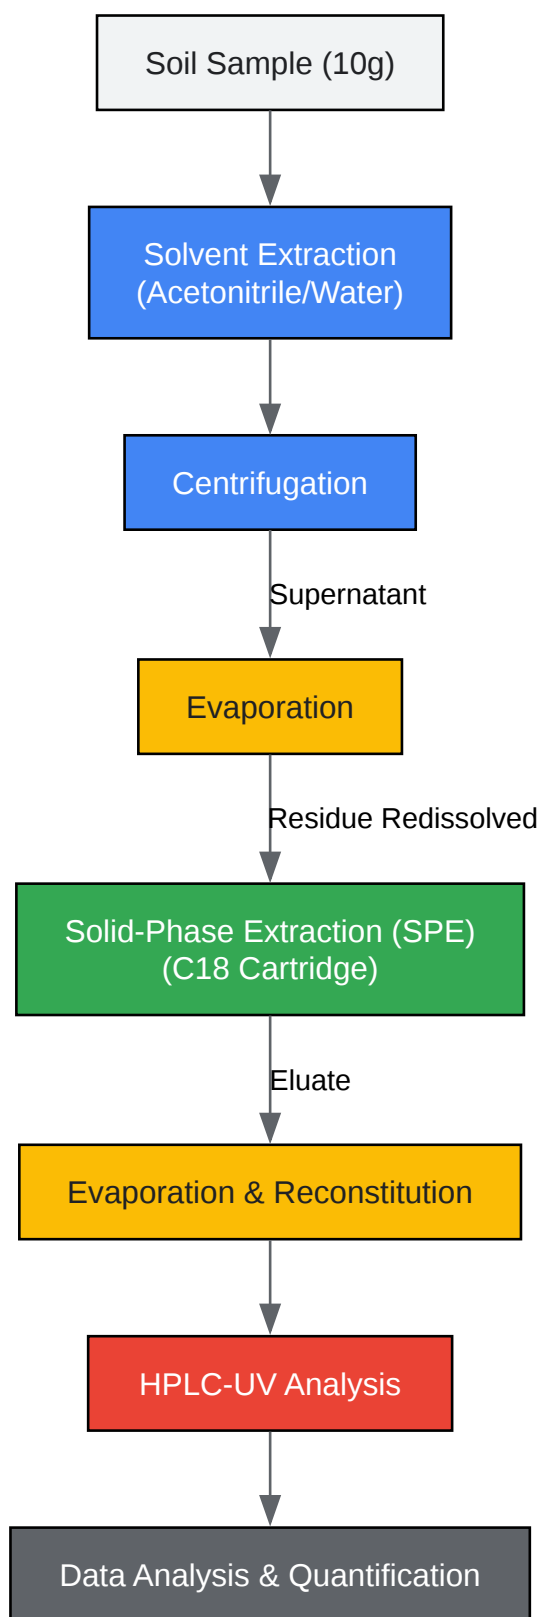 Soil Sample (10g)
Solvent Extraction
(Acetonitrile/Water)
Centrifugation
Supernatant
Evaporation
Residue Redissolved
Solid-Phase Extraction (SPE)
(C18 Cartridge)
Eluate
Evaporation & Reconstitution
HPLC-UV Analysis
Data Analysis & Quantification